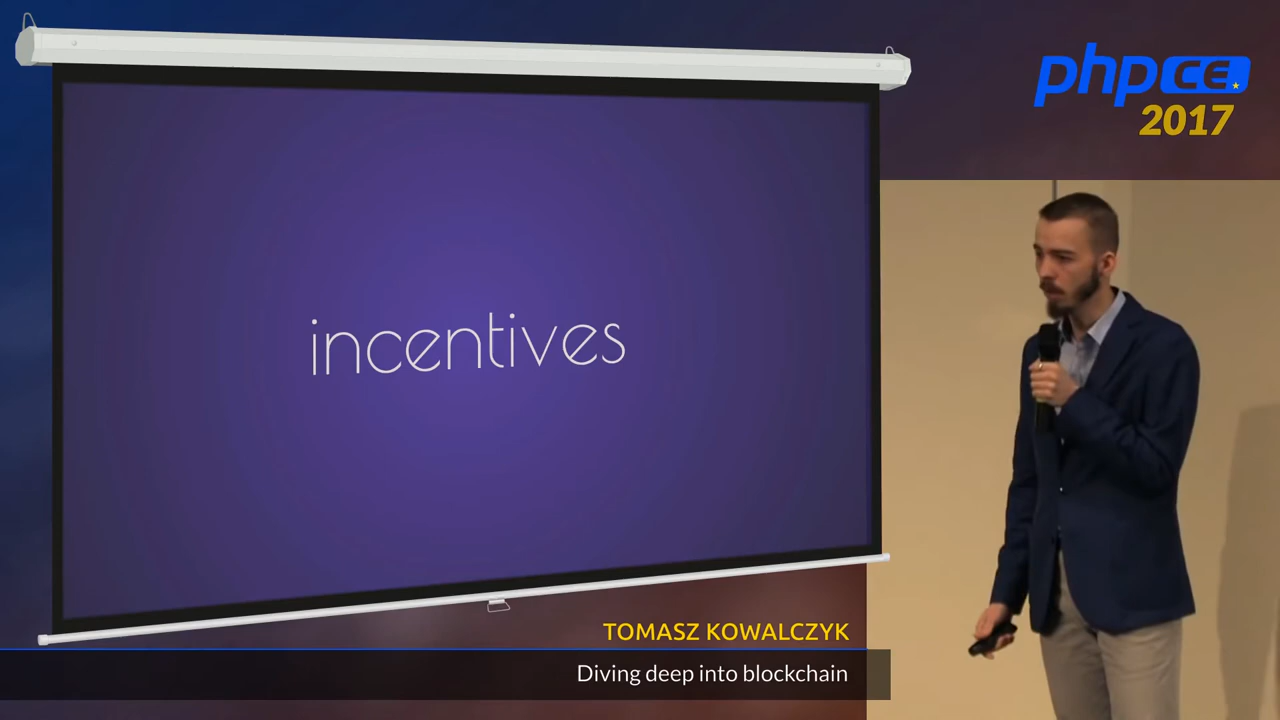 phpCE
2017
incentives
TOMASZ KOWALCZYK
Diving deep into blockchain